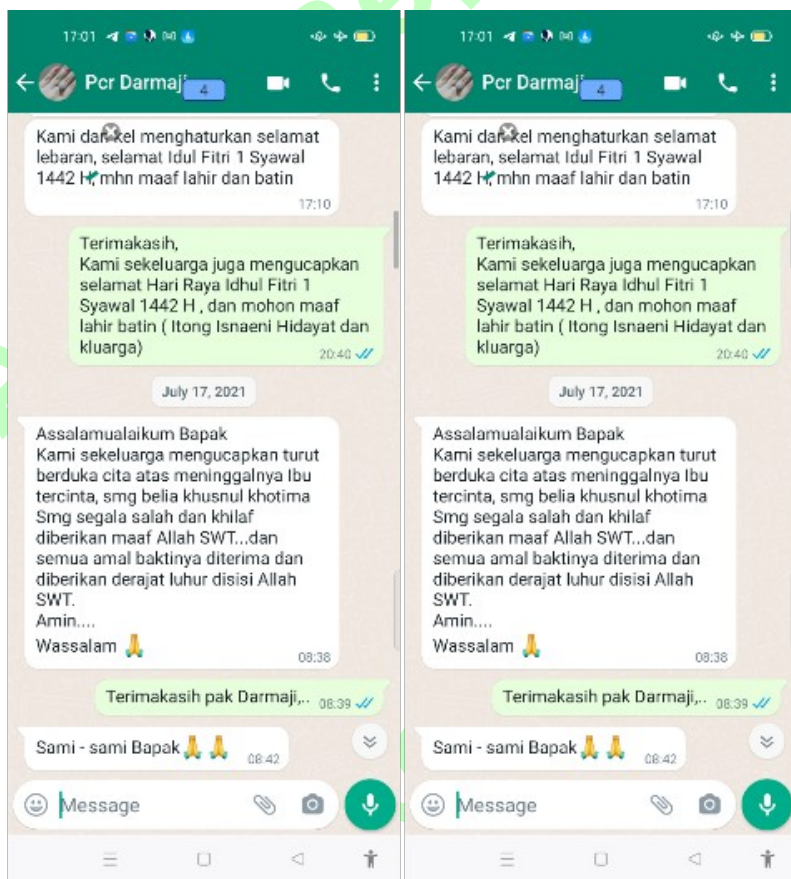 17:01
Pcr Darmaj
4
Kami dan kel menghaturkan selamat
lebaran, selamat Idul Fitri 1 Syawal
1442 H, mhn maaf lahir dan batin
17:10
Terimakasih,
Kami sekeluarga juga mengucapkan
selamat Hari Raya Idhul Fitri 1
Syawal 1442 H , dan mohon maaf
lahir batin ( Itong Isnaeni Hidayat dan
kluarga)
20:40
July 17, 2021
Assalamualaikum Bapak
Kami sekeluarga mengucapkan turut
berduka cita atas meninggalnya Ibu
tercinta, smg belia khusnul khotima
Smg segala salah dan khilaf
diberikan maaf Allah SWT...dan
semua amal baktinya diterima dan
diberikan derajat luhur disisi Allah
SWT.
Amin....
Wassalam 🙏
08:38
Terimakasih pak Darmaji,..
08:39
Sami - sami Bapak🙏 🙏
08:42
Message
17:01
Pcr Darmaj
4
Kami dan kel menghaturkan selamat
lebaran, selamat Idul Fitri 1 Syawal
1442 H, mhn maaf lahir dan batin
17:10
Terimakasih,
Kami sekeluarga juga mengucapkan
selamat Hari Raya Idhul Fitri 1
Syawal 1442 H , dan mohon maaf
lahir batin ( Itong Isnaeni Hidayat dan
kluarga)
20:40
July 17, 2021
Assalamualaikum Bapak
Kami sekeluarga mengucapkan turut
berduka cita atas meninggalnya Ibu
tercinta, smg belia khusnul khotima
Smg segala salah dan khilaf
diberikan maaf Allah SWT...dan
semua amal baktinya diterima dan
diberikan derajat luhur disisi Allah
SWT.
Amin....
Wassalam 🙏
08:38
Terimakasih pak Darmaji,..
08:39
Sami - sami Bapak🙏 🙏
08:42
Message